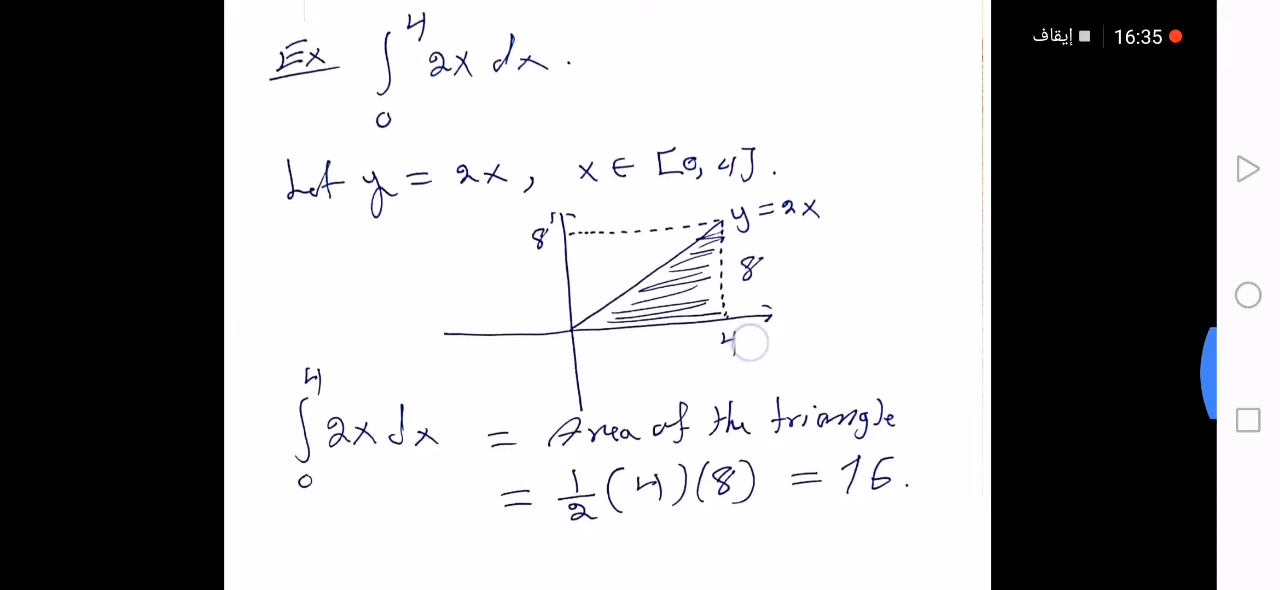 إيقاف 16:35
Ex ∫₀⁴ 2x dx.
Let y = 2x, x ∈ [0, 4].
8 y = 2x
8
4
∫₀⁴ 2x dx = Area of the triangle
= 1/2 (4)(8) = 16.